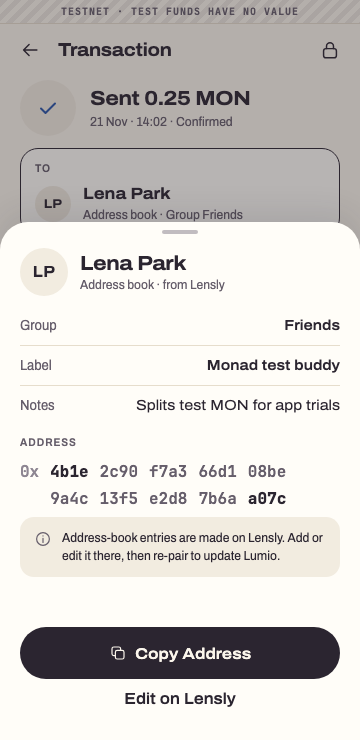 TESTNET · TEST FUNDS HAVE NO VALUE
Transaction
Sent 0.25 MON
21 Nov · 14:02 · Confirmed
TO
LP
Lena Park
Address book · Group Friends
LP
Lena Park
Address book · from Lensly
Group Friends
Label Monad test buddy
Notes Splits test MON for app trials
ADDRESS
0x 4b1e 2c90 f7a3 66d1 08be
9a4c 13f5 e2d8 7b6a a07c
Address-book entries are made on Lensly. Add or
edit it there, then re-pair to update Lumio.
Copy Address
Edit on Lensly